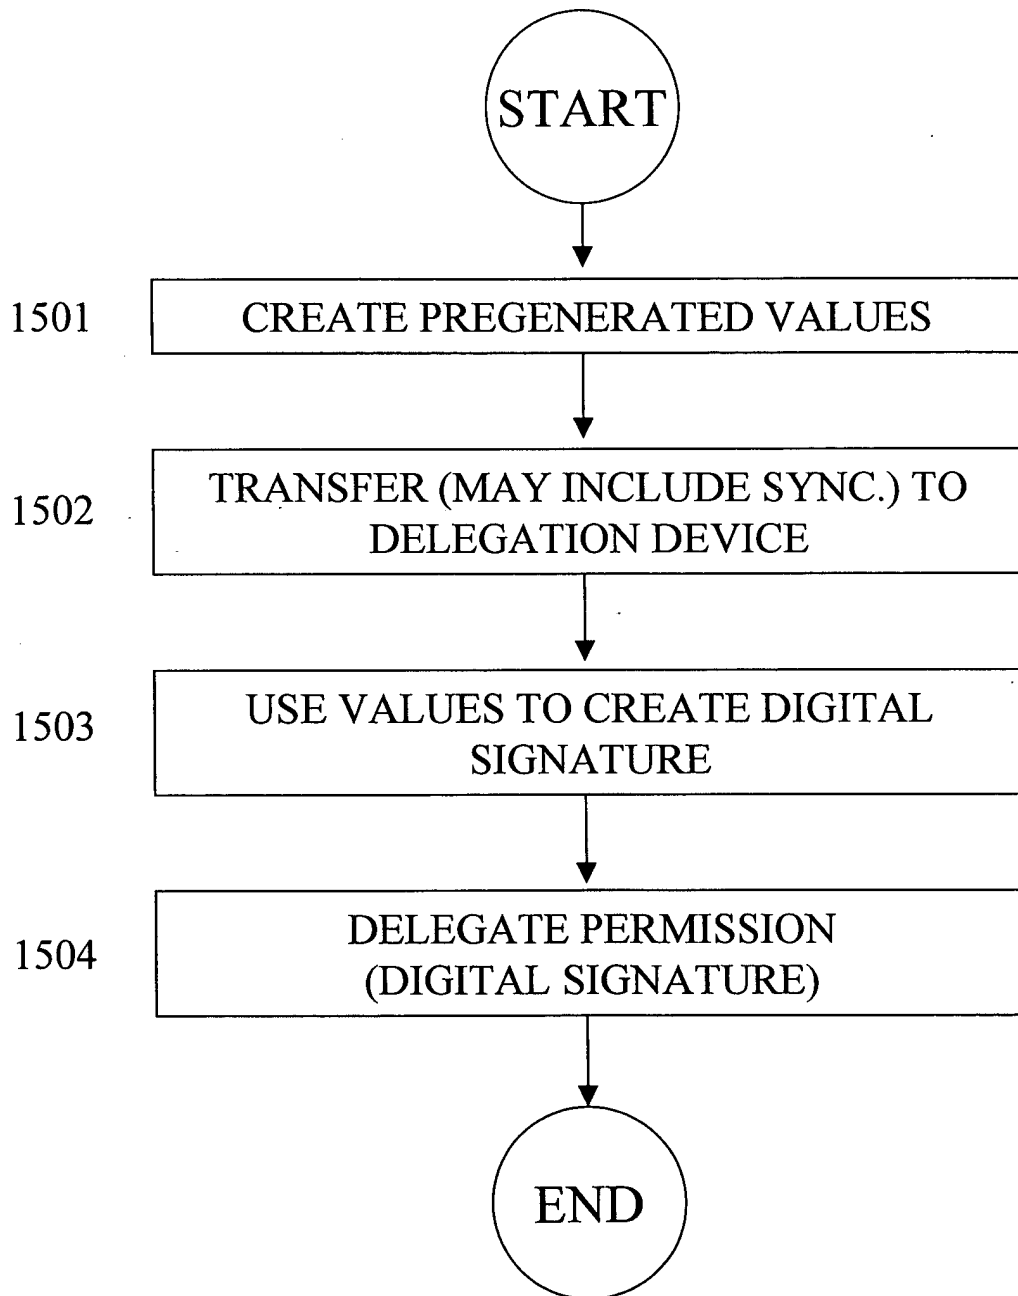 START
1501
CREATE PREGENERATED VALUES
1502
TRANSFER (MAY INCLUDE SYNC.) TO
DELEGATION DEVICE
1503
USE VALUES TO CREATE DIGITAL
SIGNATURE
1504
DELEGATE PERMISSION
(DIGITAL SIGNATURE)
END